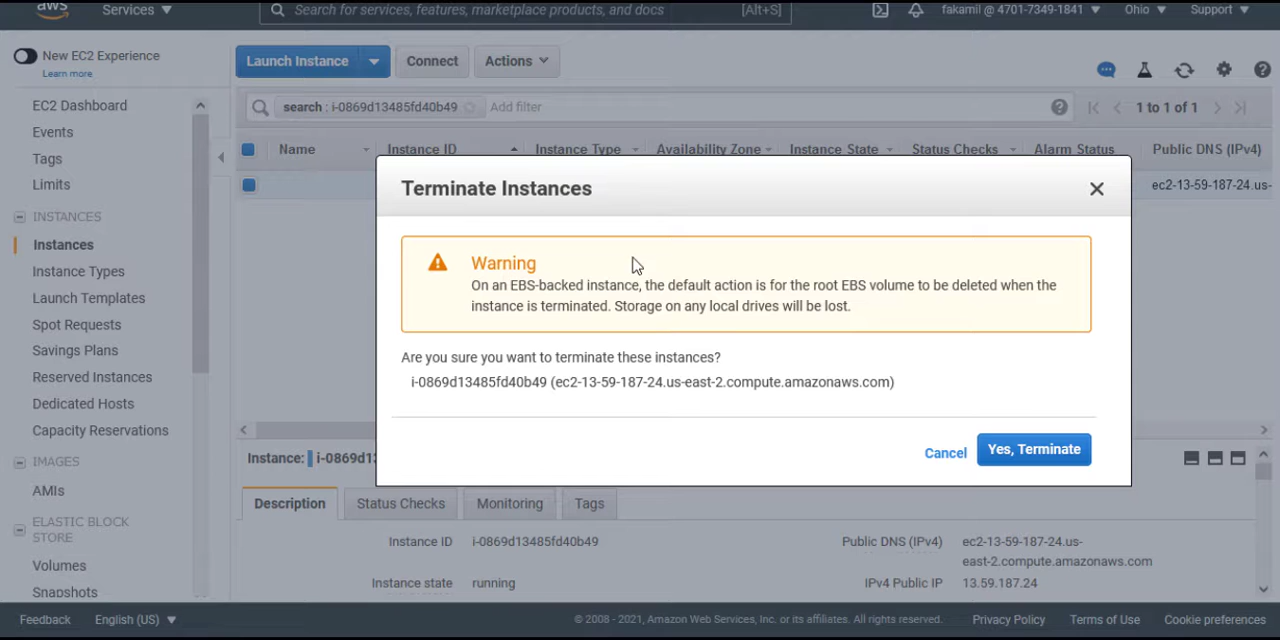 aws
Services
Search for services, features, marketplace products, and docs [Alt+S]
fakamil @ 4701-7349-1841
Ohio
Support
New EC2 Experience
Learn more
EC2 Dashboard
Events
Tags
Limits
INSTANCES
Instances
Instance Types
Launch Templates
Spot Requests
Savings Plans
Reserved Instances
Dedicated Hosts
Capacity Reservations
IMAGES
AMIs
ELASTIC BLOCK
STORE
Volumes
Snapshots
Launch Instance
Connect
Actions
search : i-0869d13485fd40b49 Add filter
1 to 1 of 1
Name Instance ID Instance Type Availability Zone Instance State Status Checks Alarm Status Public DNS (IPv4)
ec2-13-59-187-24.us-
Terminate Instances
Warning
On an EBS-backed instance, the default action is for the root EBS volume to be deleted when the
instance is terminated. Storage on any local drives will be lost.
Are you sure you want to terminate these instances?
i-0869d13485fd40b49 (ec2-13-59-187-24.us-east-2.compute.amazonaws.com)
Cancel Yes, Terminate
Instance: i-0869d13
Description Status Checks Monitoring Tags
Instance ID i-0869d13485fd40b49
Public DNS (IPv4) ec2-13-59-187-24.us-
east-2.compute.amazonaws.com
Instance state running
IPv4 Public IP 13.59.187.24
Feedback English (US) © 2008 - 2021, Amazon Web Services, Inc. or its affiliates. All rights reserved. Privacy Policy Terms of Use Cookie preferences